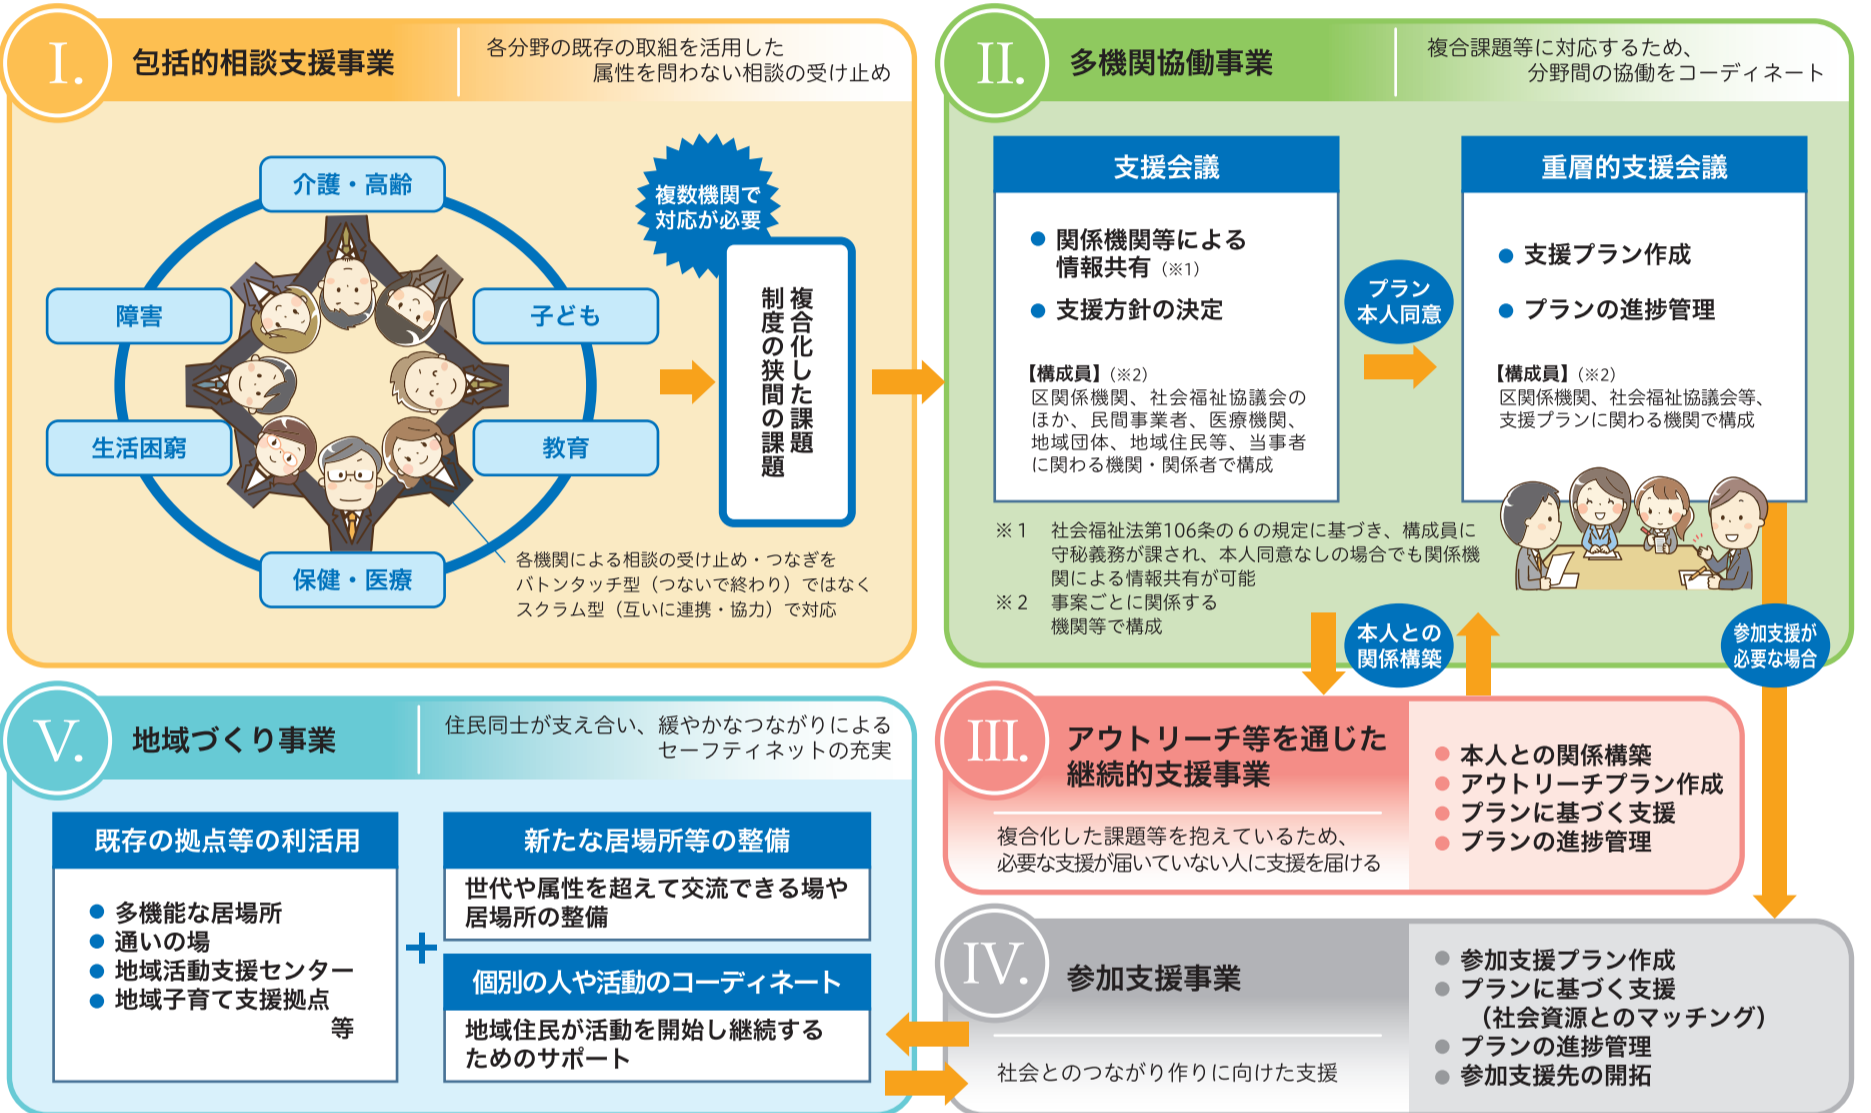 I.
包括的相談支援事業
各分野の既存の取組を活用した
属性を問わない相談の受け止め
介護・高齢
障害
子ども
生活困窮
教育
保健・医療
複数機関で
対応が必要
複合化した課題
制度の狭間の課題
各機関による相談の受け止め・つなぎを
バトンタッチ型（つないで終わり）ではなく
スクラム型（互いに連携・協力）で対応
II.
多機関協働事業
複合課題等に対応するため、
分野間の協働をコーディネート
支援会議
● 関係機関等による
情報共有（※1）
● 支援方針の決定
【構成員】（※2）
区関係機関、社会福祉協議会の
ほか、民間事業者、医療機関、
地域団体、地域住民等、当事者
に関わる機関・関係者で構成
プラン
本人同意
重層的支援会議
● 支援プラン作成
● プランの進捗管理
【構成員】（※2）
区関係機関、社会福祉協議会等、
支援プランに関わる機関で構成
※1 社会福祉法第106条の6の規定に基づき、構成員に
守秘義務が課され、本人同意なしの場合でも関係機
関による情報共有が可能
※2 事案ごとに関係する
機関等で構成
本人との
関係構築
参加支援が
必要な場合
III.
アウトリーチ等を通じた
継続的支援事業
複合化した課題等を抱えているため、
必要な支援が届いていない人に支援を届ける
● 本人との関係構築
● アウトリーチプラン作成
● プランに基づく支援
● プランの進捗管理
IV.
参加支援事業
社会とのつながり作りに向けた支援
● 参加支援プラン作成
● プランに基づく支援
（社会資源とのマッチング）
● プランの進捗管理
● 参加支援先の開拓
V.
地域づくり事業
住民同士が支え合い、緩やかなつながりによる
セーフティネットの充実
既存の拠点等の利活用
● 多機能な居場所
● 通いの場
● 地域活動支援センター
● 地域子育て支援拠点
等
+
新たな居場所等の整備
世代や属性を超えて交流できる場や
居場所の整備
個別の人や活動のコーディネート
地域住民が活動を開始し継続する
ためのサポート